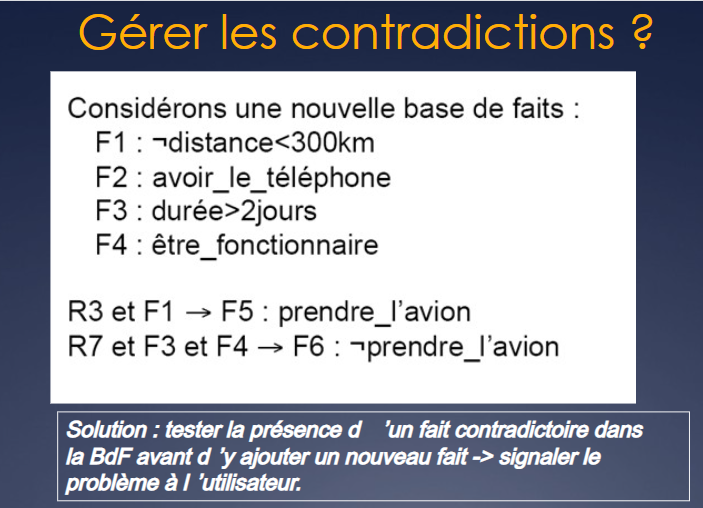 Gérer les contradictions ?
Considérons une nouvelle base de faits :
F1 : ¬distance<300km
F2 : avoir_le_téléphone
F3 : durée>2jours
F4 : être_fonctionnaire
R3 et F1 → F5 : prendre_l’avion
R7 et F3 et F4 → F6 : ¬prendre_l’avion
Solution : tester la présence d ’un fait contradictoire dans
la BdF avant d ’y ajouter un nouveau fait -> signaler le
problème à l ’utilisateur.